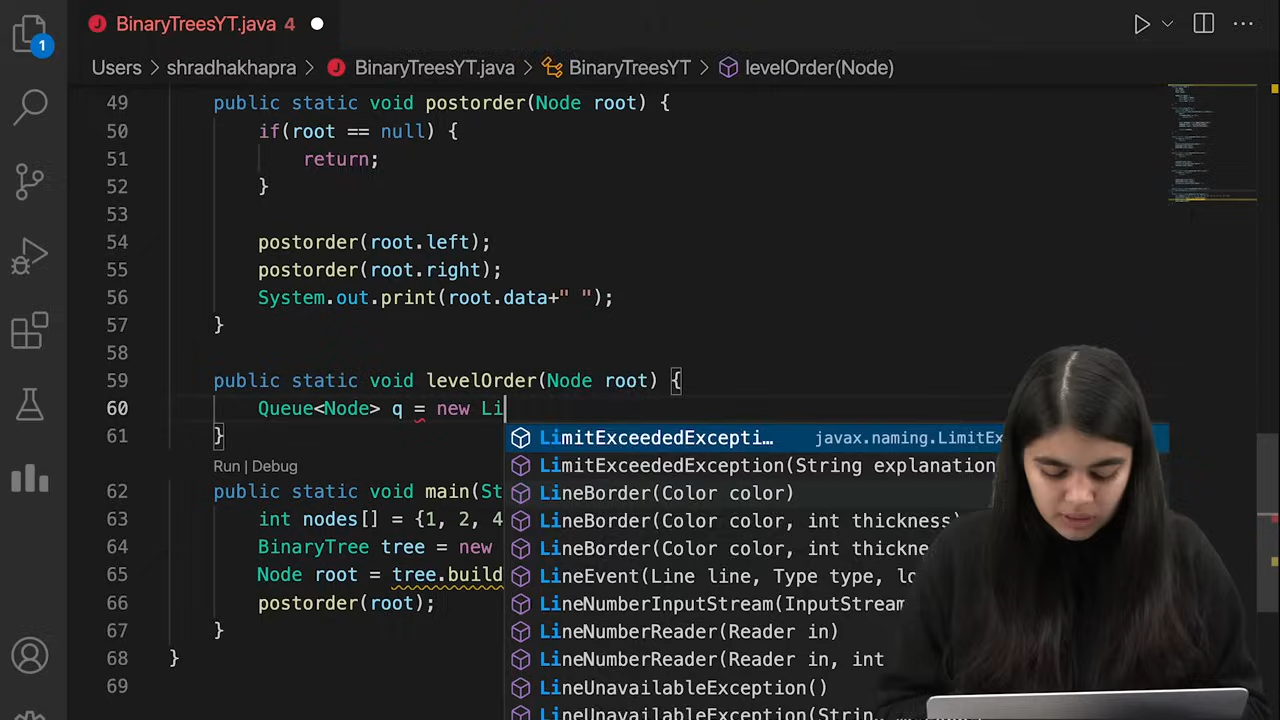 BinaryTreesYT.java 4
1
Users > shradhakhapra > BinaryTreesYT.java > BinaryTreesYT > levelOrder(Node)
49 public static void postorder(Node root) {
50 if(root == null) {
51 return;
52 }
53
54 postorder(root.left);
55 postorder(root.right);
56 System.out.print(root.data+" ");
57 }
58
59 public static void levelOrder(Node root) {
60 Queue<Node> q = new Li
61 }
LimitExceededExcepti… javax.naming.LimitEx
LimitExceededException(String explanation
Run | Debug
LineBorder(Color color)
62 public static void main(St
63 int nodes[] = {1, 2, 4
LineBorder(Color color, int thickness)
64 BinaryTree tree = new
LineBorder(Color color, int thickne
65 Node root = tree.build
LineEvent(Line line, Type type, lo
66 postorder(root);
LineNumberInputStream(InputStream
67 }
LineNumberReader(Reader in)
68 }
LineNumberReader(Reader in, int
69
LineUnavailableException()
LineUnavailableException(String